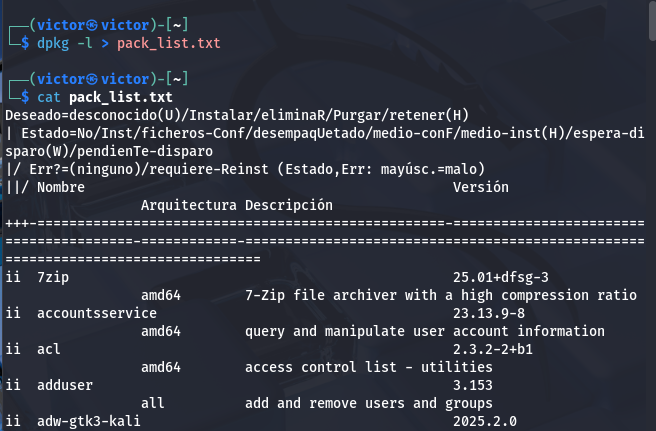 ┌──(victor㉿victor)-[~]
└─$ dpkg -l > pack_list.txt
┌──(victor㉿victor)-[~]
└─$ cat pack_list.txt
Deseado=desconocido(U)/Instalar/eliminaR/Purgar/retener(H)
| Estado=No/Inst/ficheros-Conf/desempaqUetado/medio-conF/medio-inst(H)/espera-di
sparo(W)/pendienTe-disparo
|/ Err?=(ninguno)/requiere-Reinst (Estado,Err: mayúsc.=malo)
||/ Nombre                                              Versión
                 Arquitectura Descripción
+++-===================================================-========================
================-============-==================================================
================================
ii  7zip                                                25.01+dfsg-3
                 amd64        7-Zip file archiver with a high compression ratio
ii  accountsservice                                     23.13.9-8
                 amd64        query and manipulate user account information
ii  acl                                                 2.3.2-2+b1
                 amd64        access control list - utilities
ii  adduser                                             3.153
                 all          add and remove users and groups
ii  adw-gtk3-kali                                       2025.2.0